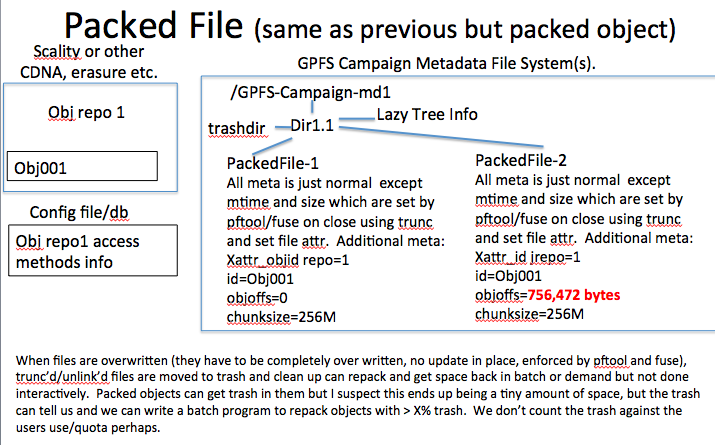 Packed File (same as previous but packed object)
Scality or other
CDNA, erasure etc.
Obj repo 1
Obj001
Config file/db
Obj repo1 access
methods info
GPFS Campaign Metadata File System(s).
/GPFS-Campaign-md1
trashdir
Dir1.1
Lazy Tree Info
PackedFile-1
All meta is just normal except
mtime and size which are set by
pftool/fuse on close using trunc
and set file attr. Additional meta:
Xattr_objid repo=1
id=Obj001
objoffs=0
chunksize=256M
PackedFile-2
All meta is just normal except
mtime and size which are set by
pftool/fuse on close using trunc
and set file attr. Additional meta:
Xattr_id jrepo=1
id=Obj001
objoffs=756,472 bytes
chunksize=256M
When files are overwritten (they have to be completely over written, no update in place, enforced by pftool and fuse),
trunc'd/unlink'd files are moved to trash and clean up can repack and get space back in batch or demand but not done
interactively. Packed objects can get trash in them but I suspect this ends up being a tiny amount of space, but the trash
can tell us and we can write a batch program to repack objects with > X% trash. We don't count the trash against the
users use/quota perhaps.